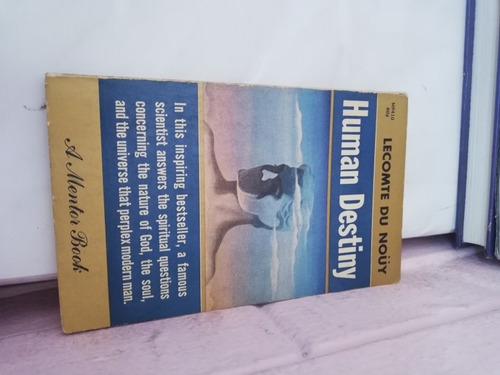 LECOMTE DU NOÜY
Human Destiny
In this inspiring bestseller, a famous
scientist answers the spiritual questions
concerning the nature of God, the soul,
and the universe that perplex modern man.
A Mentor Book